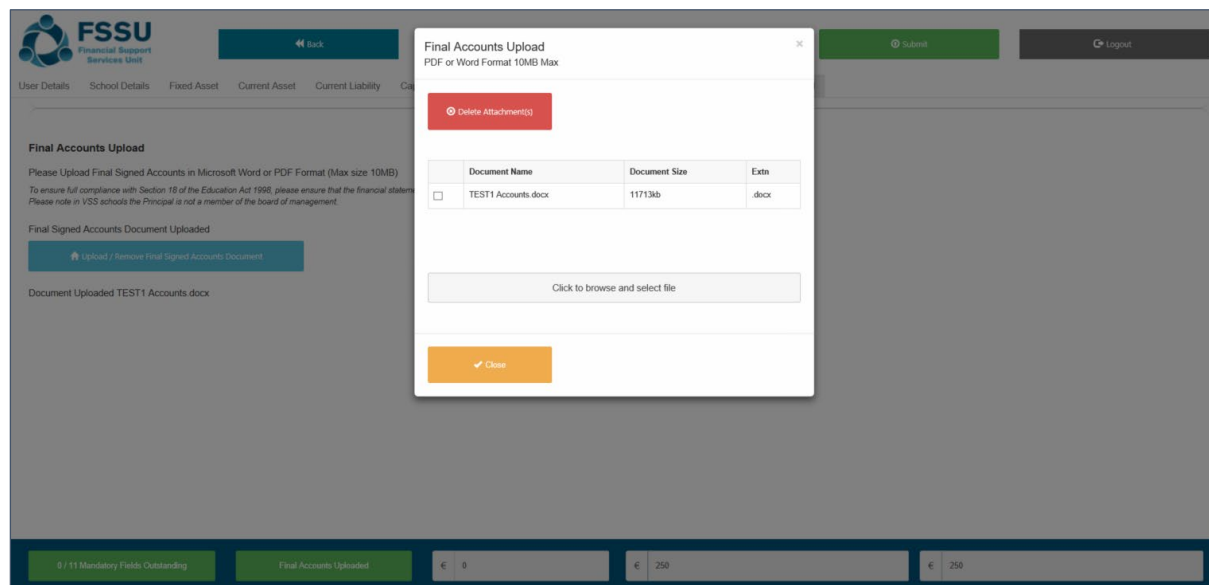 FSSU
Financial Support
Services Unit
Back
Submit
Logout
User Details School Details Fixed Asset Current Asset Current Liability
Final Accounts Upload
Please Upload Final Signed Accounts in Microsoft Word or PDF Format (Max size 10MB)
To ensure full compliance with Section 18 of the Education Act 1998, please ensure that the financial
Please note in VSS schools the Principal is not a member of the board of management.
Final Signed Accounts Document Uploaded
Upload / Remove Final Signed Accounts Document
Document Uploaded TEST1 Accounts.docx
Final Accounts Upload
×
PDF or Word Format 10MB Max
Delete Attachment(s)
Document Name Document Size Extn
TEST1 Accounts.docx 11713kb .docx
Click to browse and select file
Close
0 / 11 Mandatory Fields Outstanding
Final Accounts Uploaded
€ 0
€ 250
€ 250